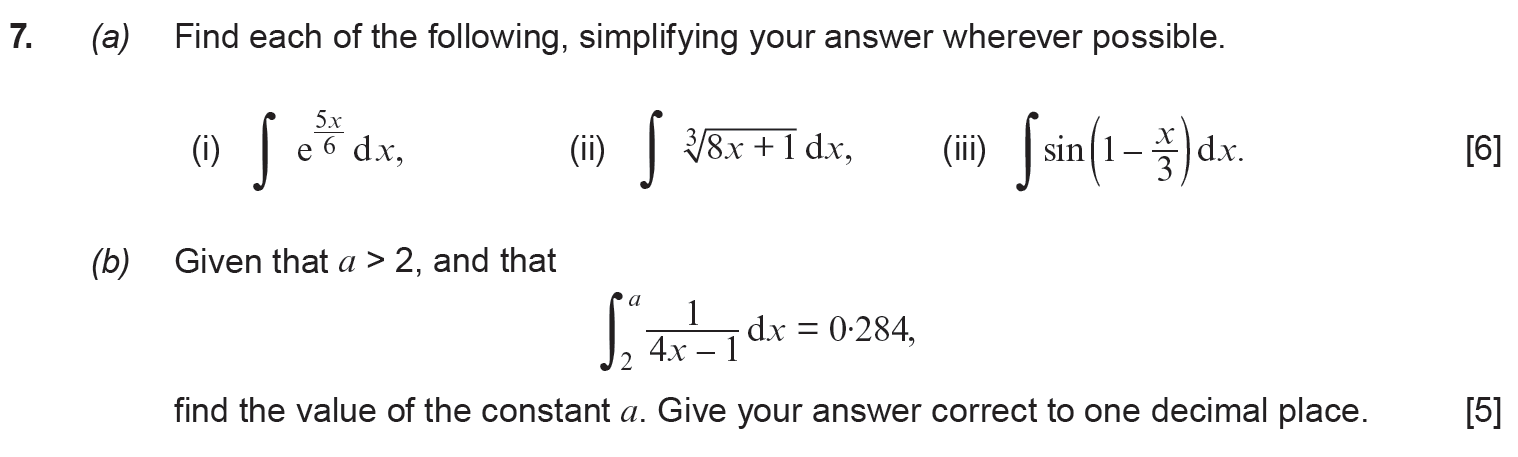 7. (a) Find each of the following, simplifying your answer wherever possible.
(i) ∫ e^(5x/6) dx, (ii) ∫ ∛(8x + 1) dx, (iii) ∫ sin(1 – x/3) dx. [6]
(b) Given that a > 2, and that
∫₂ᵃ 1/(4x – 1) dx = 0·284,
find the value of the constant a. Give your answer correct to one decimal place. [5]